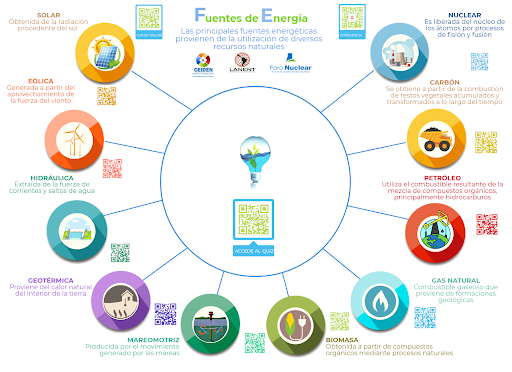 Fuentes de Energía
Las principales fuentes energéticas
provienen de la utilización de diversos
recursos naturales
CEIDEN
LANENT
Foro Nuclear
SOLAR
Obtenida de la radiación
procedente del sol
EÓLICA
Generada a partir del
aprovechamiento de
la fuerza del viento
HIDRÁULICA
Extraída de la fuerza de
corrientes y saltos de agua
GEOTÉRMICA
Proviene del calor natural
del interior de la tierra
MAREOMOTRIZ
Producida por el movimiento
generado por las mareas
BIOMASA
Obtenida a partir de compuestos
orgánicos mediante procesos naturales
GAS NATURAL
Combustible gaseoso que
proviene de formaciones
geológicas
PETRÓLEO
Utiliza el combustible resultante de la
mezcla de compuestos orgánicos,
principalmente hidrocarburos
CARBÓN
Se obtiene a partir de la combustión
de restos vegetales acumulados y
transformados a lo largo del tiempo
NUCLEAR
Es liberada del núcleo de
los átomos por procesos
de fisión y fusión
ACCEDE AL QUIZ